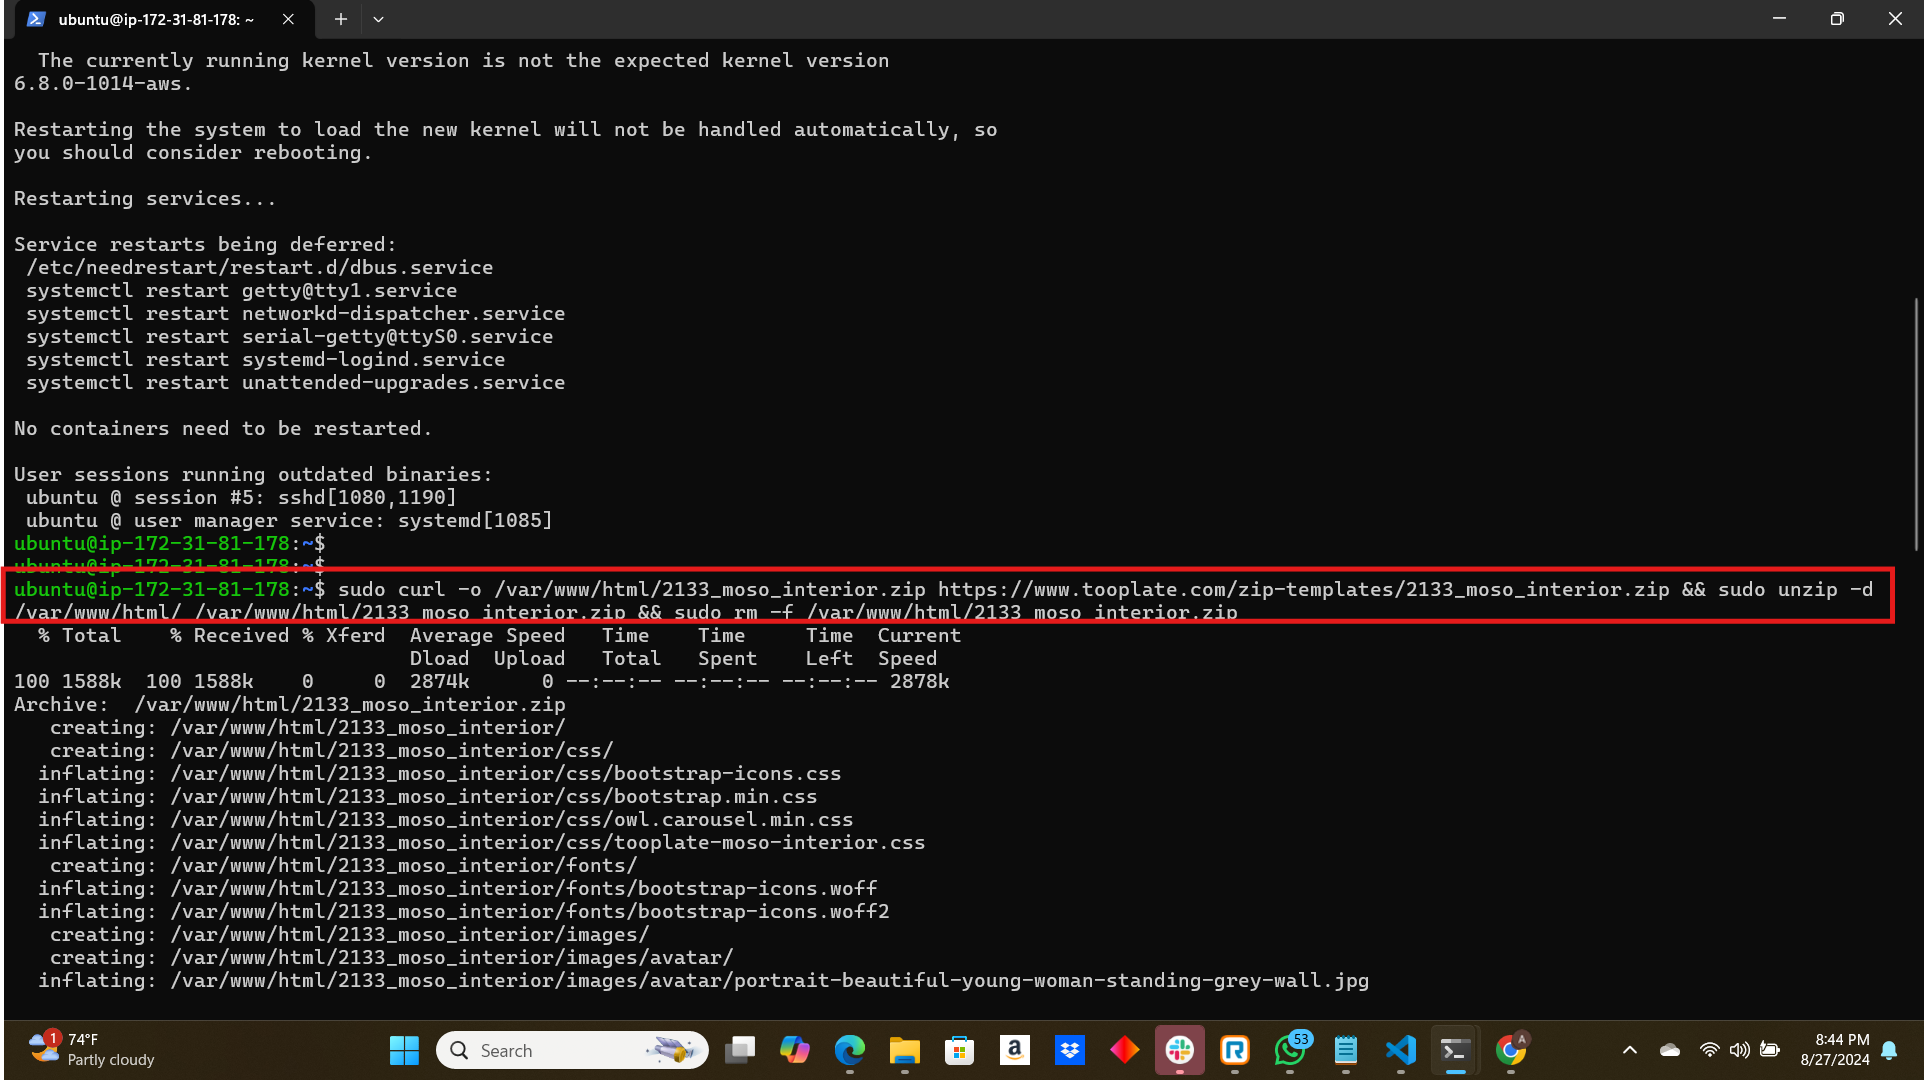 ubuntu@ip-172-31-81-178: ~
The currently running kernel version is not the expected kernel version
6.8.0-1014-aws.
Restarting the system to load the new kernel will not be handled automatically, so
you should consider rebooting.
Restarting services...
Service restarts being deferred:
/etc/needrestart/restart.d/dbus.service
systemctl restart getty@tty1.service
systemctl restart networkd-dispatcher.service
systemctl restart serial-getty@ttyS0.service
systemctl restart systemd-logind.service
systemctl restart unattended-upgrades.service
No containers need to be restarted.
User sessions running outdated binaries:
ubuntu @ session #5: sshd[1080,1190]
ubuntu @ user manager service: systemd[1085]
ubuntu@ip-172-31-81-178:~$
ubuntu@ip-172-31-81-178:~$
ubuntu@ip-172-31-81-178:~$ sudo curl -o /var/www/html/2133_moso_interior.zip https://www.tooplate.com/zip-templates/2133_moso_interior.zip && sudo unzip -d
/var/www/html/ /var/www/html/2133_moso_interior.zip && sudo rm -f /var/www/html/2133_moso_interior.zip
% Total % Received % Xferd Average Speed Time Time Time Current
Dload Upload Total Spent Left Speed
100 1588k 100 1588k 0 0 2874k 0 --:--:-- --:--:-- --:--:-- 2878k
Archive: /var/www/html/2133_moso_interior.zip
creating: /var/www/html/2133_moso_interior/
creating: /var/www/html/2133_moso_interior/css/
inflating: /var/www/html/2133_moso_interior/css/bootstrap-icons.css
inflating: /var/www/html/2133_moso_interior/css/bootstrap.min.css
inflating: /var/www/html/2133_moso_interior/css/owl.carousel.min.css
inflating: /var/www/html/2133_moso_interior/css/tooplate-moso-interior.css
creating: /var/www/html/2133_moso_interior/fonts/
inflating: /var/www/html/2133_moso_interior/fonts/bootstrap-icons.woff
inflating: /var/www/html/2133_moso_interior/fonts/bootstrap-icons.woff2
creating: /var/www/html/2133_moso_interior/images/
creating: /var/www/html/2133_moso_interior/images/avatar/
inflating: /var/www/html/2133_moso_interior/images/avatar/portrait-beautiful-young-woman-standing-grey-wall.jpg
1 74°F
Partly cloudy
Search
a
R
53
A
8:44 PM
8/27/2024